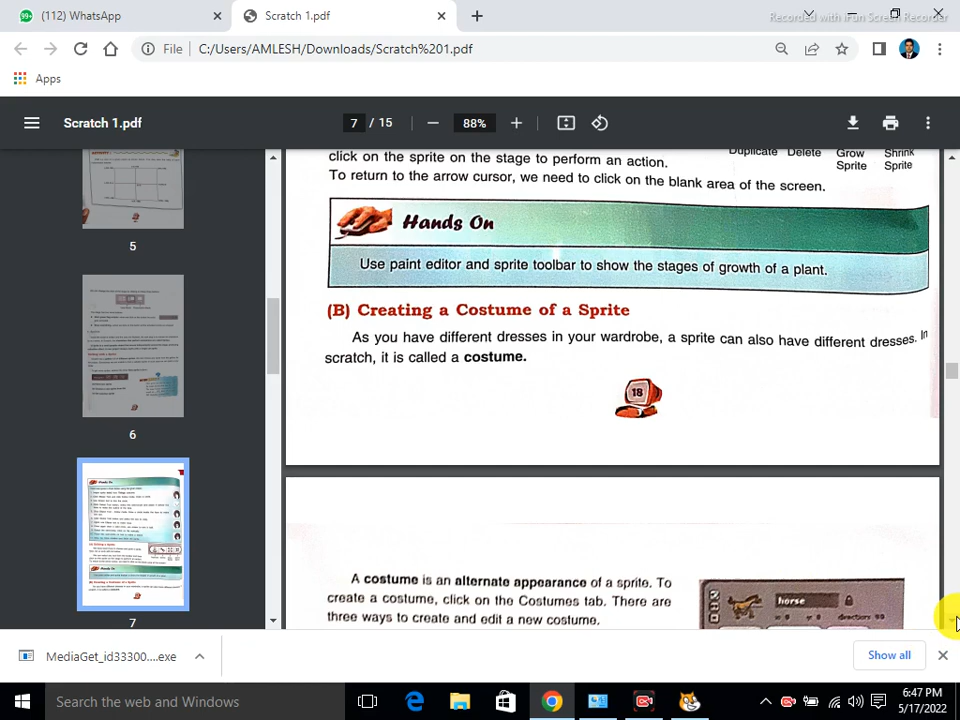 99+
(112) WhatsApp
Scratch 1.pdf
Recorded with iFun Screen Recorder
File
C:/Users/AMLESH/Downloads/Scratch%201.pdf
Apps
Scratch 1.pdf
7 / 15
88%
click on the sprite on the stage to perform an action.
To return to the arrow cursor, we need to click on the blank area of the screen.
Duplicate Delete Grow Shrink
Sprite Sprite
Hands On
Use paint editor and sprite toolbar to show the stages of growth of a plant.
(B) Creating a Costume of a Sprite
As you have different dresses in your wardrobe, a sprite can also have different dresses. In
scratch, it is called a costume.
18
A costume is an alternate appearance of a sprite. To
create a costume, click on the Costumes tab. There are
three ways to create and edit a new costume.
horse
5
6
Hands On
Hands On
7
MediaGet_id33300....exe
Show all
Search the web and Windows
6:47 PM
5/17/2022